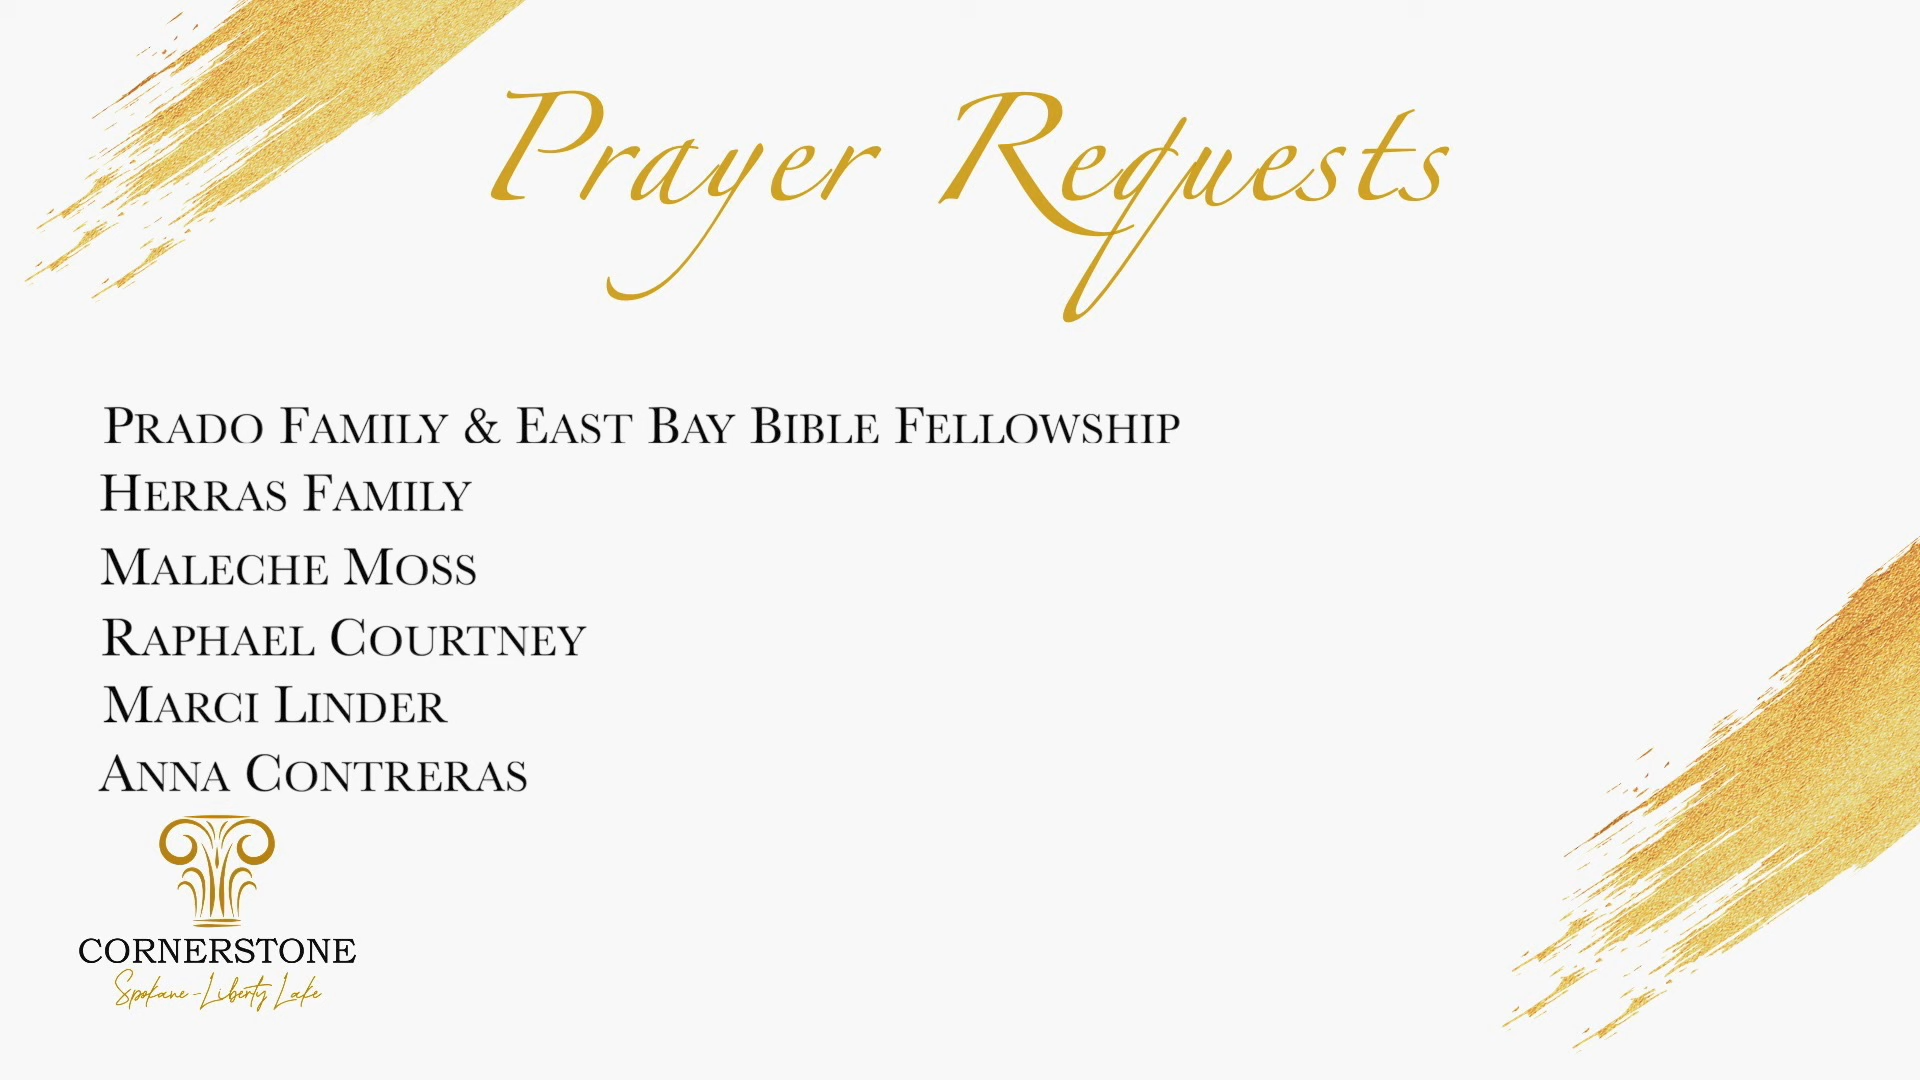 Prayer Requests
Prado Family & East Bay Bible Fellowship
Herras Family
Maleche Moss
Raphael Courtney
Marci Linder
Anna Contreras
CORNERSTONE
Spokane-Liberty Lake